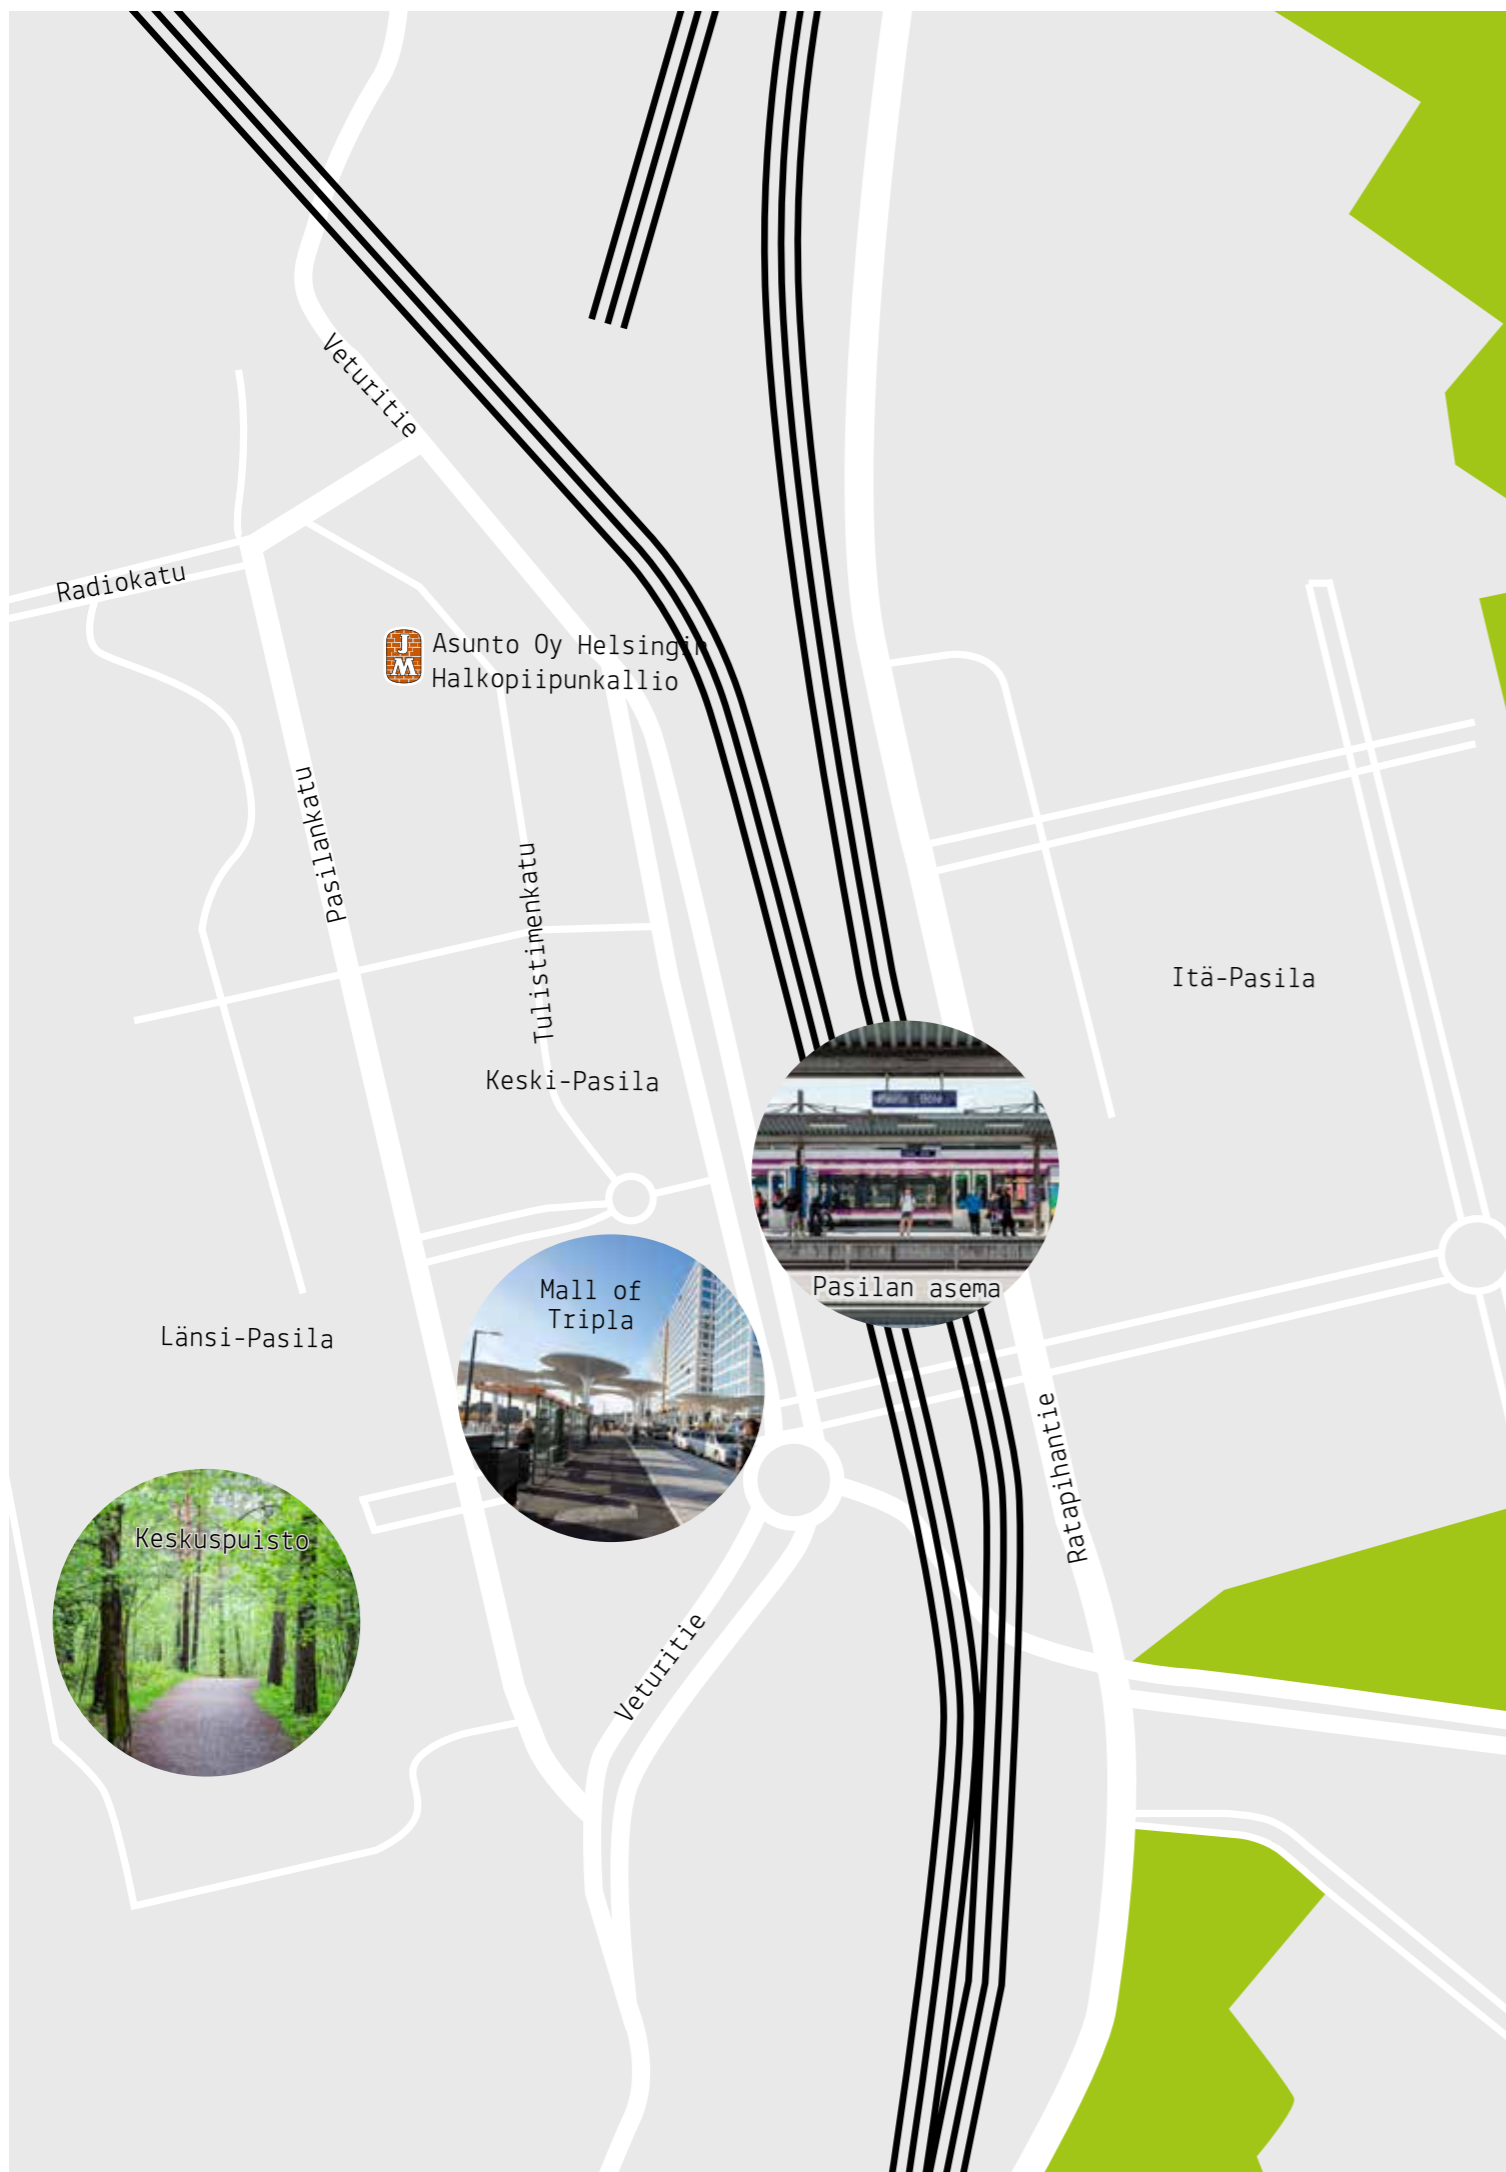 Veturitie
Radiokatu
J
M
Asunto Oy Helsingin
Halkopiipunkallio
Pasilankatu
Tulistimenkatu
Itä-Pasila
Keski-Pasila
Pasilan asema
Mall of
Tripla
Länsi-Pasila
Ratapihantie
Keskuspuisto
Veturitie